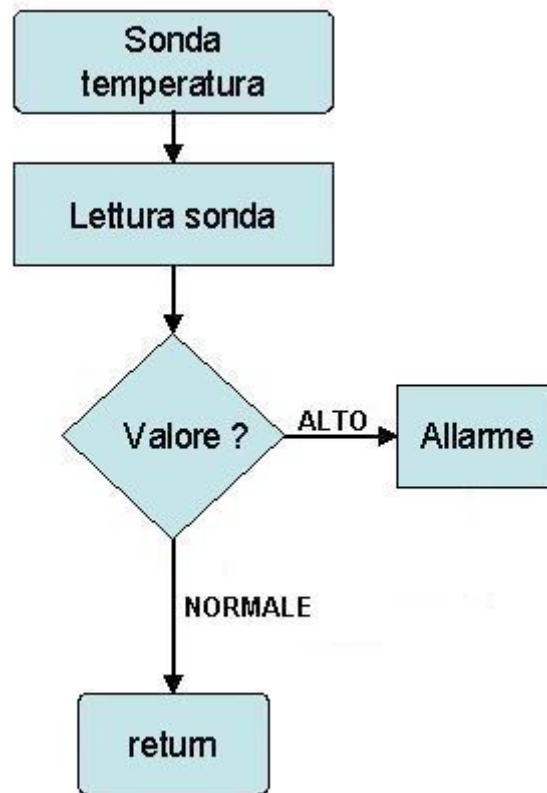 Sonda
temperatura
Lettura sonda
Valore ?
ALTO
Allarme
NORMALE
return